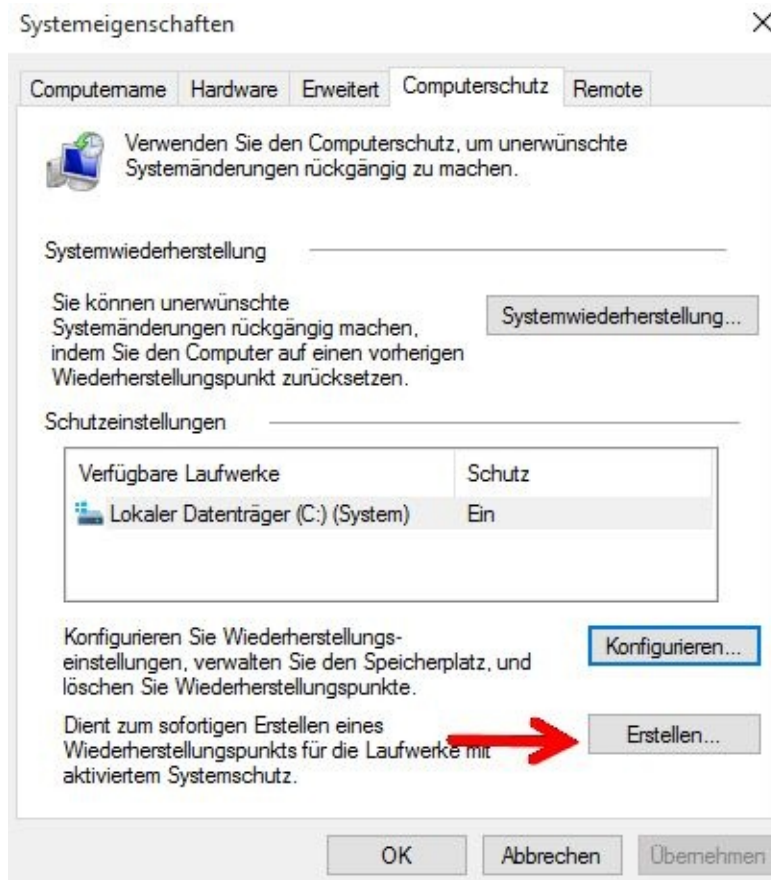 Systemeigenschaften
Computername Hardware Erweitert Computerschutz Remote
Verwenden Sie den Computerschutz, um unerwünschte
Systemänderungen rückgängig zu machen.
Systemwiederherstellung
Sie können unerwünschte
Systemänderungen rückgängig machen,
indem Sie den Computer auf einen vorherigen
Wiederherstellungspunkt zurücksetzen.
Systemwiederherstellung...
Schutzeinstellungen
Verfügbare Laufwerke Schutz
Lokaler Datenträger (C:) (System) Ein
Konfigurieren Sie Wiederherstellungs-
einstellungen, verwalten Sie den Speicherplatz, und
löschen Sie Wiederherstellungspunkte.
Konfigurieren...
Dient zum sofortigen Erstellen eines
Wiederherstellungspunkts für die Laufwerke mit
aktiviertem Systemschutz.
Erstellen...
OK Abbrechen Übernehmen